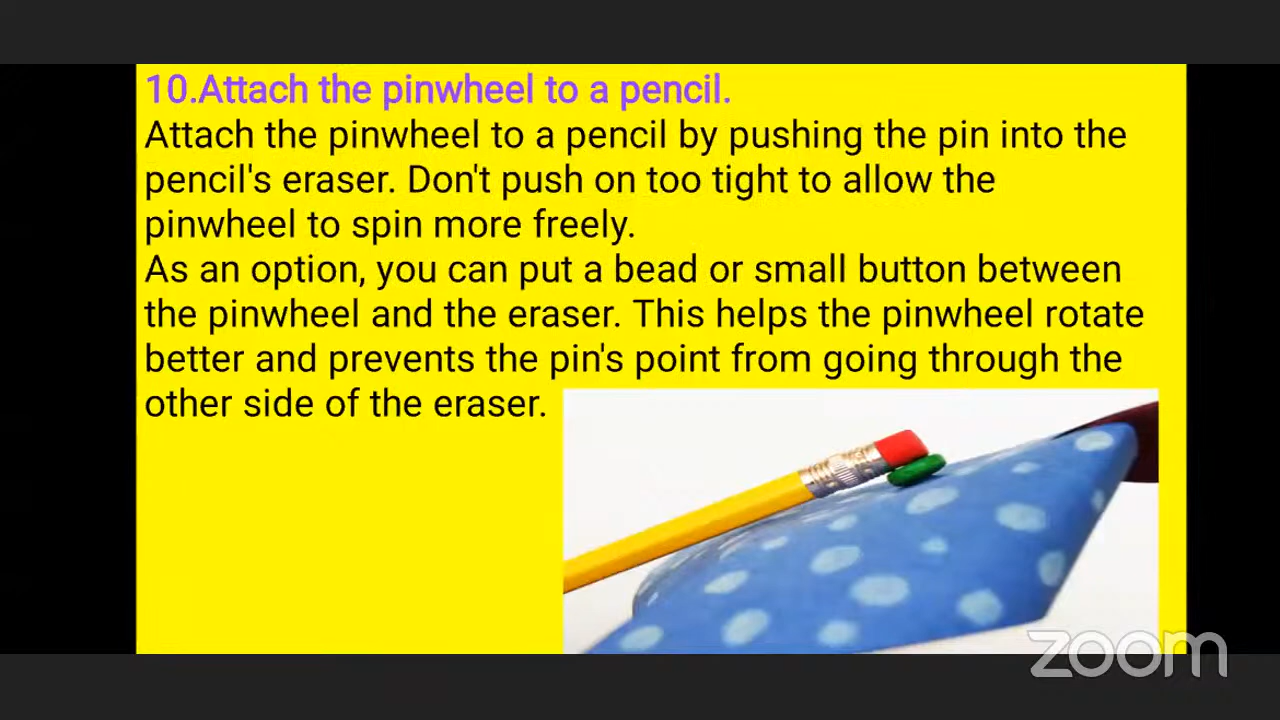 10.Attach the pinwheel to a pencil.
Attach the pinwheel to a pencil by pushing the pin into the
pencil's eraser. Don't push on too tight to allow the
pinwheel to spin more freely.
As an option, you can put a bead or small button between
the pinwheel and the eraser. This helps the pinwheel rotate
better and prevents the pin's point from going through the
other side of the eraser.
zoom